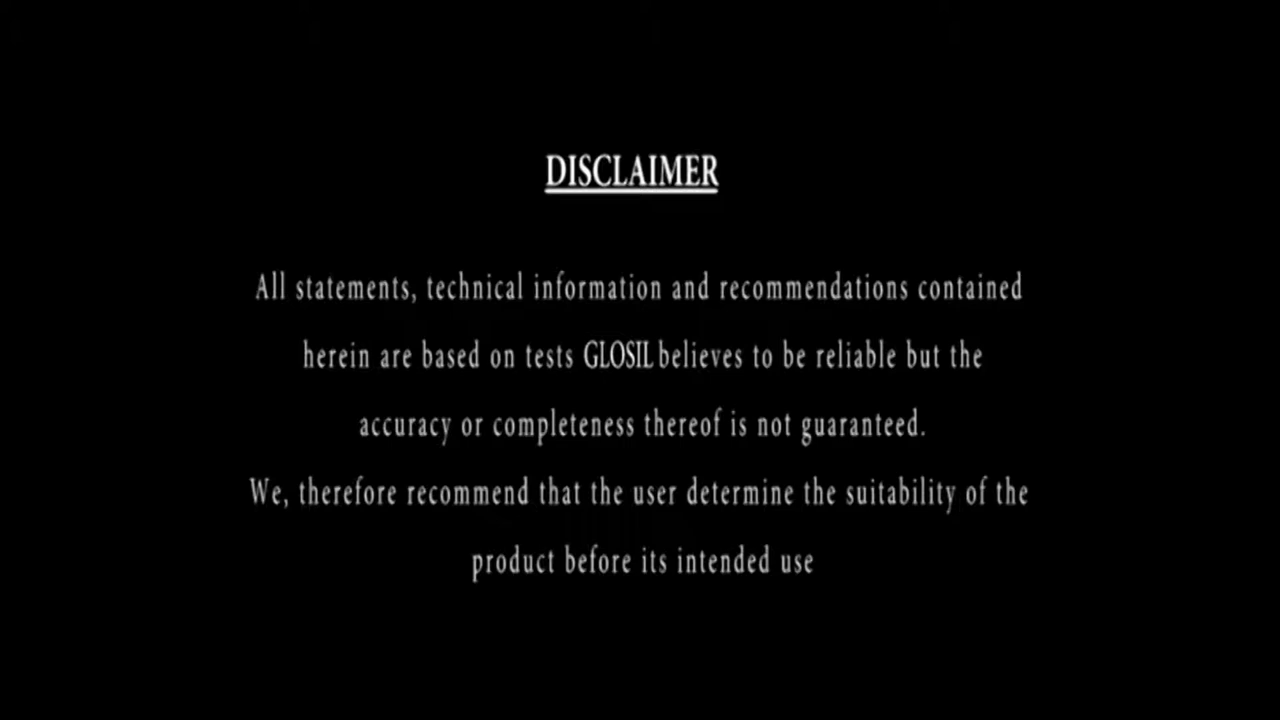 DISCLAIMER
All statements, technical information and recommendations contained
herein are based on tests GLOSIL believes to be reliable but the
accuracy or completeness thereof is not guaranteed.
We, therefore recommend that the user determine the suitability of the
product before its intended use